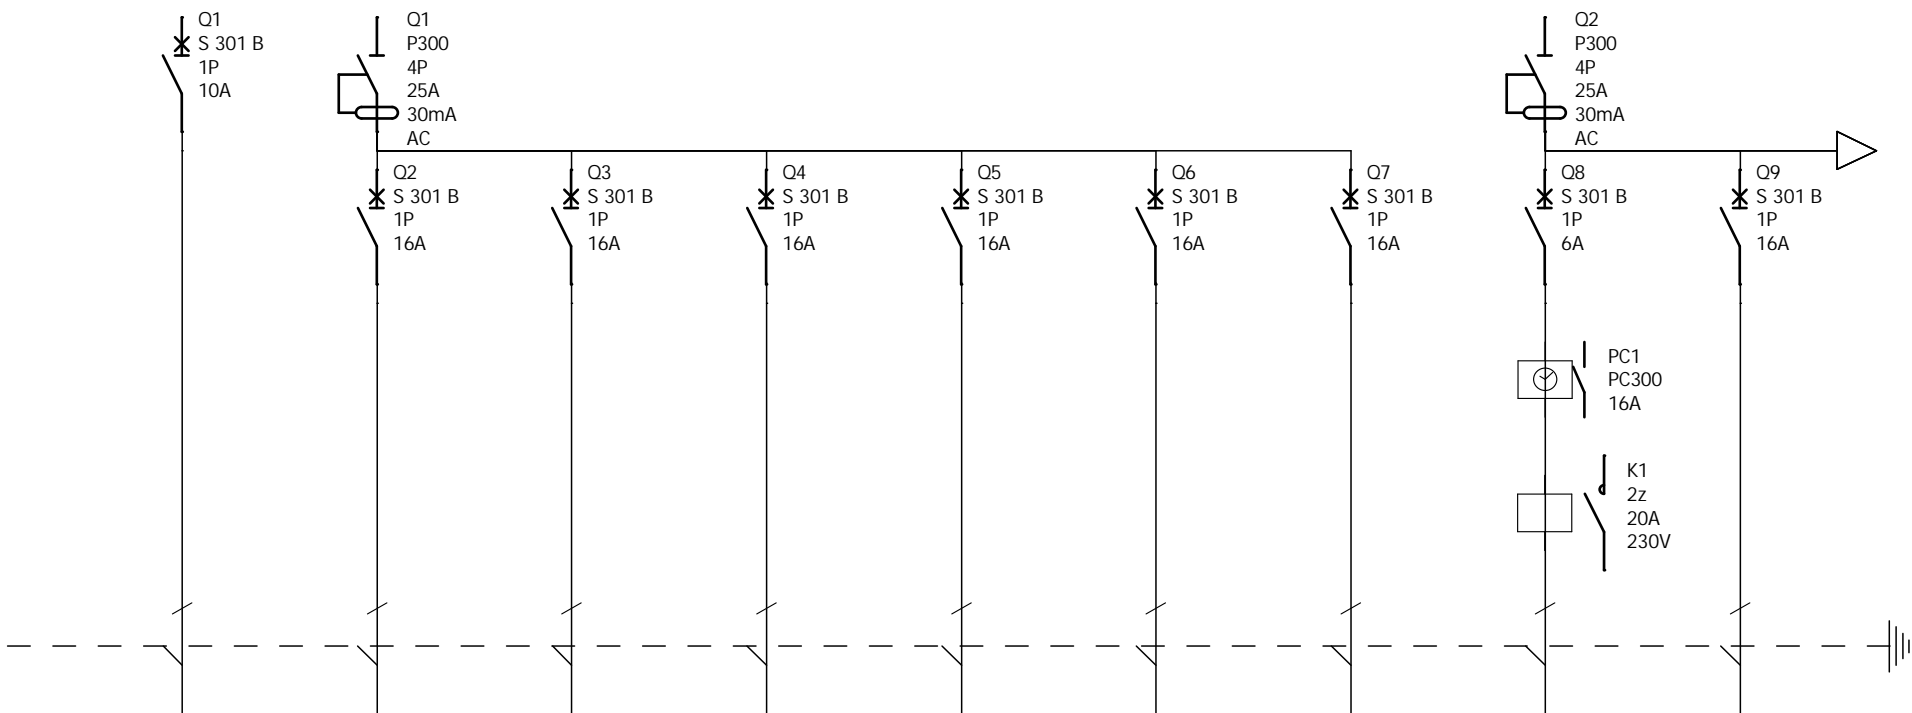 Q1
S 301 B
1P
10A
Q1
P300
4P
25A
30mA
AC
Q2
P300
4P
25A
30mA
AC
Q2
S 301 B
1P
16A
Q3
S 301 B
1P
16A
Q4
S 301 B
1P
16A
Q5
S 301 B
1P
16A
Q6
S 301 B
1P
16A
Q7
S 301 B
1P
16A
Q8
S 301 B
1P
6A
Q9
S 301 B
1P
16A
PC1
PC300
16A
K1
2z
20A
230V